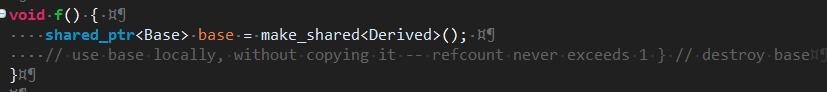 void f() {
    shared_ptr<Base> base = make_shared<Derived>();
    // use base locally, without copying it -- refcount never exceeds 1 } // destroy base
}